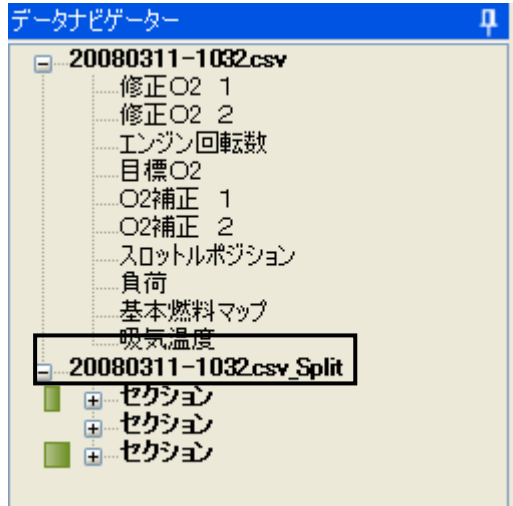 データナビゲーター
20080311-1032.csv
修正O2 1
修正O2 2
エンジン回転数
目標O2
O2補正 1
O2補正 2
スロットルポジション
負荷
基本燃料マップ
吸気温度
20080311-1032.csv_Split
セクション
セクション
セクション